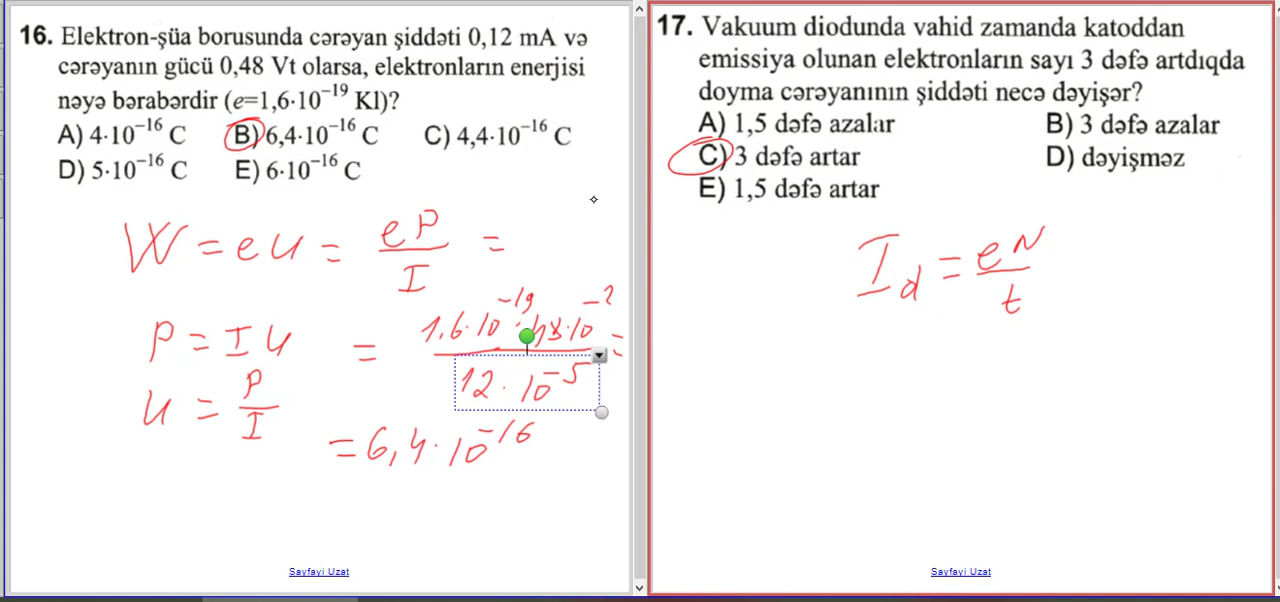 16. Elektron-şüa borusunda cərəyan şiddəti 0,12 mA və
cərəyanın gücü 0,48 Vt olarsa, elektronların enerjisi
nəyə bərabərdir (e=1,6·10⁻¹⁹ Kl)?
A) 4·10⁻¹⁶ C B) 6,4·10⁻¹⁶ C C) 4,4·10⁻¹⁶ C
D) 5·10⁻¹⁶ C E) 6·10⁻¹⁶ C
W = eu = eP/I =
P = Iu
= 1,6·10⁻¹⁹·48·10⁻²/12·10⁻⁵ =
u = P/I
= 6,4·10⁻¹⁶
Sayfayi Uzat
17. Vakuum diodunda vahid zamanda katoddan
emissiya olunan elektronların sayı 3 dəfə artdıqda
doyma cərəyanının şiddəti necə dəyişər?
A) 1,5 dəfə azalar B) 3 dəfə azalar
C) 3 dəfə artar D) dəyişməz
E) 1,5 dəfə artar
I_d = eN/t
Sayfayi Uzat